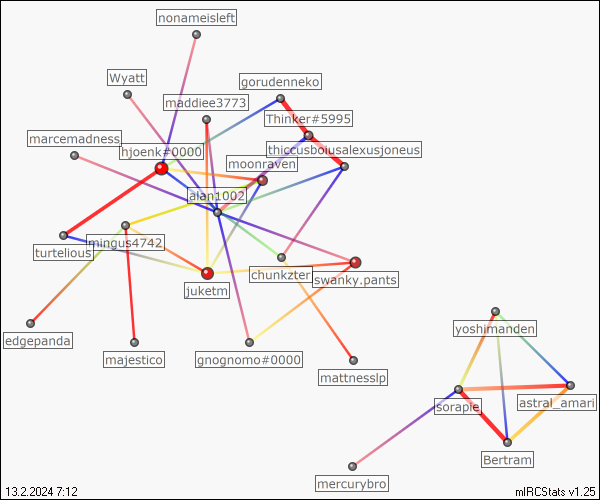 nonameisleft
Wyatt
gorudenneko
maddiee3773
Thinker#5995
marcemadness
hjoenk#0000
thiccusboiusalexusjoneus
moonraven
alan1002
mingus4742
turtelious
chunkzter
swanky.pants
juketm
yoshimanden
edgepanda
majestico
gnognomo#0000
mattnesslp
sorapie
astral_amari
Bertram
mercurybro
13.2.2024 7:12
mIRCStats v1.25